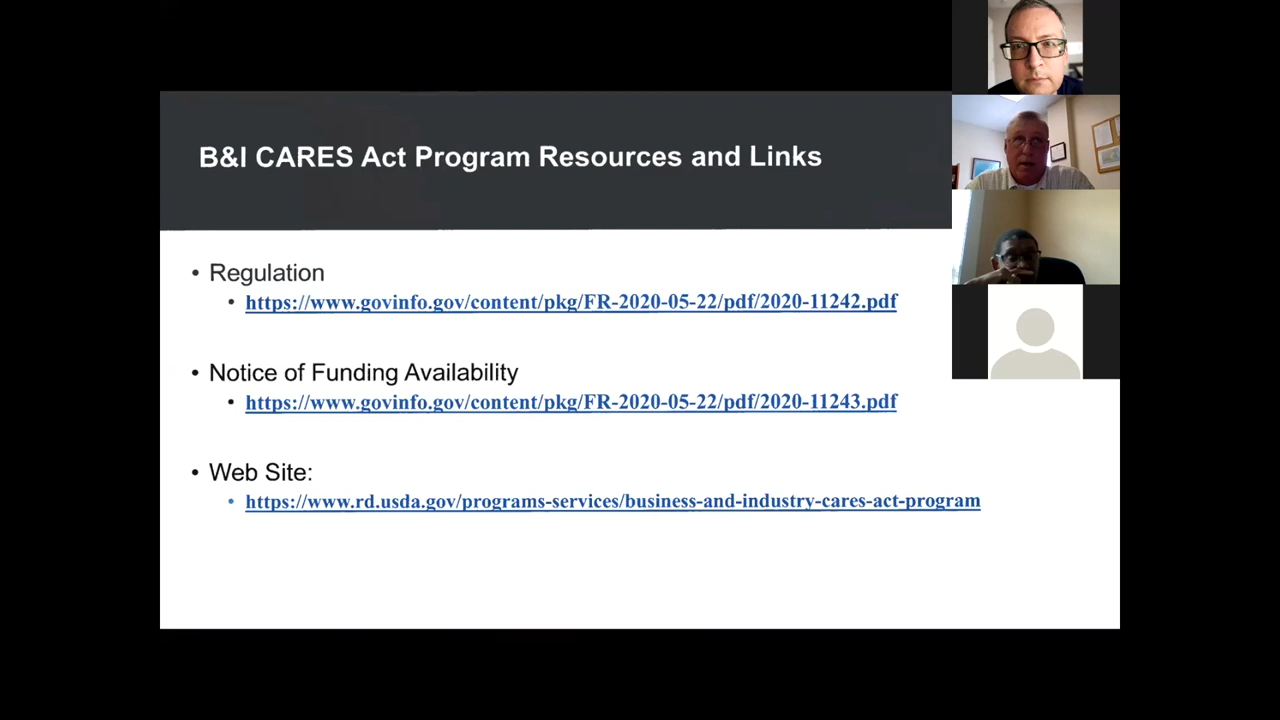 B&I CARES Act Program Resources and Links
• Regulation
• https://www.govinfo.gov/content/pkg/FR-2020-05-22/pdf/2020-11242.pdf
• Notice of Funding Availability
• https://www.govinfo.gov/content/pkg/FR-2020-05-22/pdf/2020-11243.pdf
• Web Site:
• https://www.rd.usda.gov/programs-services/business-and-industry-cares-act-program